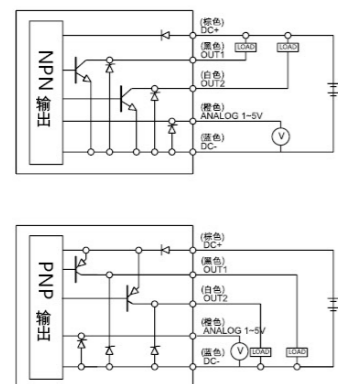 NPN 输出
(棕色)
DC+
(黑色)
OUT1
LOAD
LOAD
(白色)
OUT2
(橙色)
ANALOG 1~5V
V
(蓝色)
DC-
PNP 输出
(棕色)
DC+
(黑色)
OUT1
(白色)
OUT2
(橙色)
ANALOG 1~5V
(蓝色)
DC-
V
LOAD
LOAD